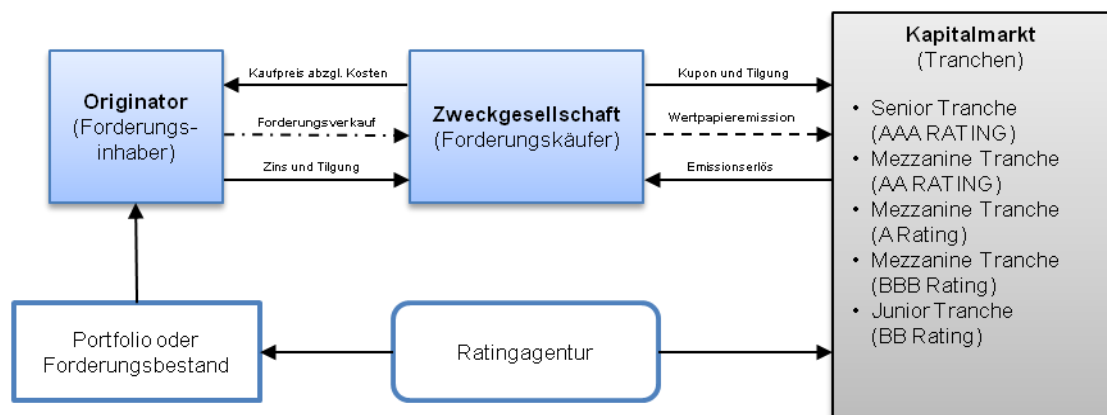 Originator
(Forderungs-
inhaber)
Kaufpreis abzgl. Kosten
Forderungsverkauf
Zins und Tilgung
Zweckgesellschaft
(Forderungskäufer)
Kupon und Tilgung
Wertpapieremission
Emissionserlös
Kapitalmarkt
(Tranchen)
• Senior Tranche
(AAA RATING)
• Mezzanine Tranche
(AA RATING)
• Mezzanine Tranche
(A Rating)
• Mezzanine Tranche
(BBB Rating)
• Junior Tranche
(BB Rating)
Portfolio oder
Forderungsbestand
Ratingagentur